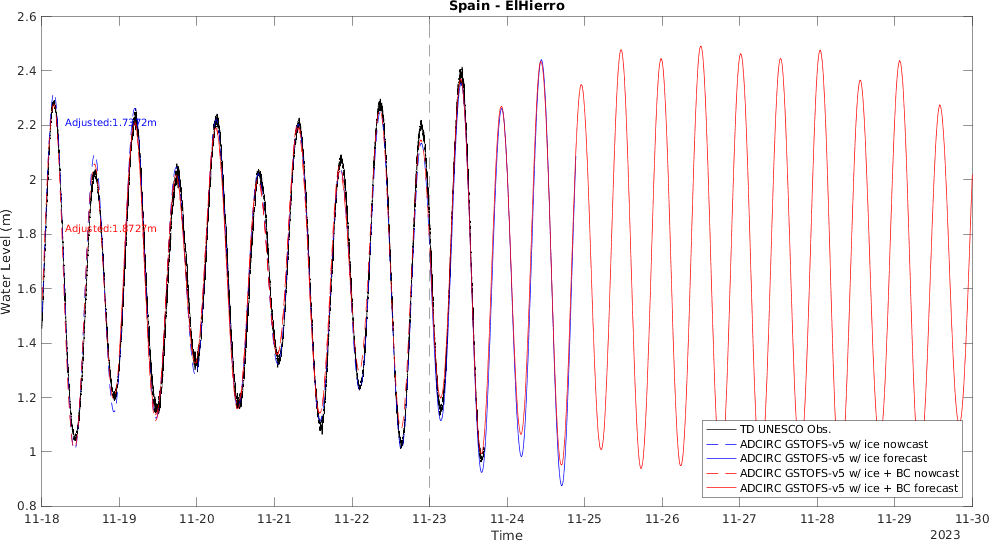 Spain - ElHierro
2.6
2.4
2.2
2
1.8
1.6
1.4
1.2
1
0.8
Water Level (m)
Adjusted:1.7372m
Adjusted:1.8727m
TD UNESCO Obs.
ADCIRC GSTOFS-v5 w/ ice nowcast
ADCIRC GSTOFS-v5 w/ ice forecast
ADCIRC GSTOFS-v5 w/ ice + BC nowcast
ADCIRC GSTOFS-v5 w/ ice + BC forecast
11-18 11-19 11-20 11-21 11-22 11-23 11-24 11-25 11-26 11-27 11-28 11-29 11-30
Time
2023